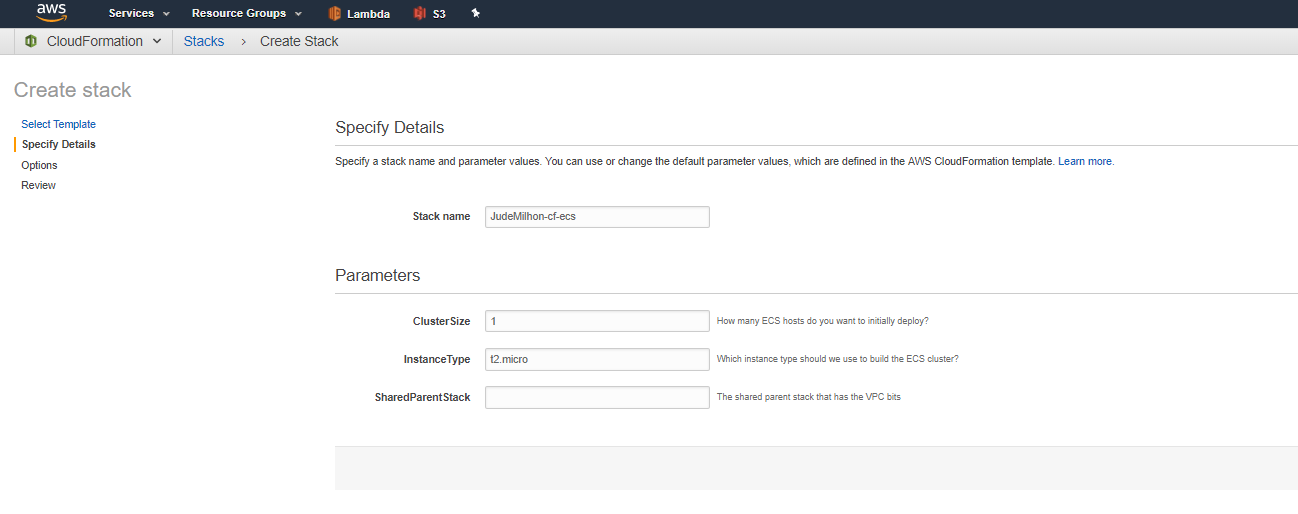 aws Services Resource Groups Lambda S3
CloudFormation Stacks › Create Stack
Create stack
Select Template
Specify Details
Options
Review
Specify Details
Specify a stack name and parameter values. You can use or change the default parameter values, which are defined in the AWS CloudFormation template. Learn more.
Stack name JudeMilhon-cf-ecs
Parameters
ClusterSize 1 How many ECS hosts do you want to initially deploy?
InstanceType t2.micro Which instance type should we use to build the ECS cluster?
SharedParentStack The shared parent stack that has the VPC bits